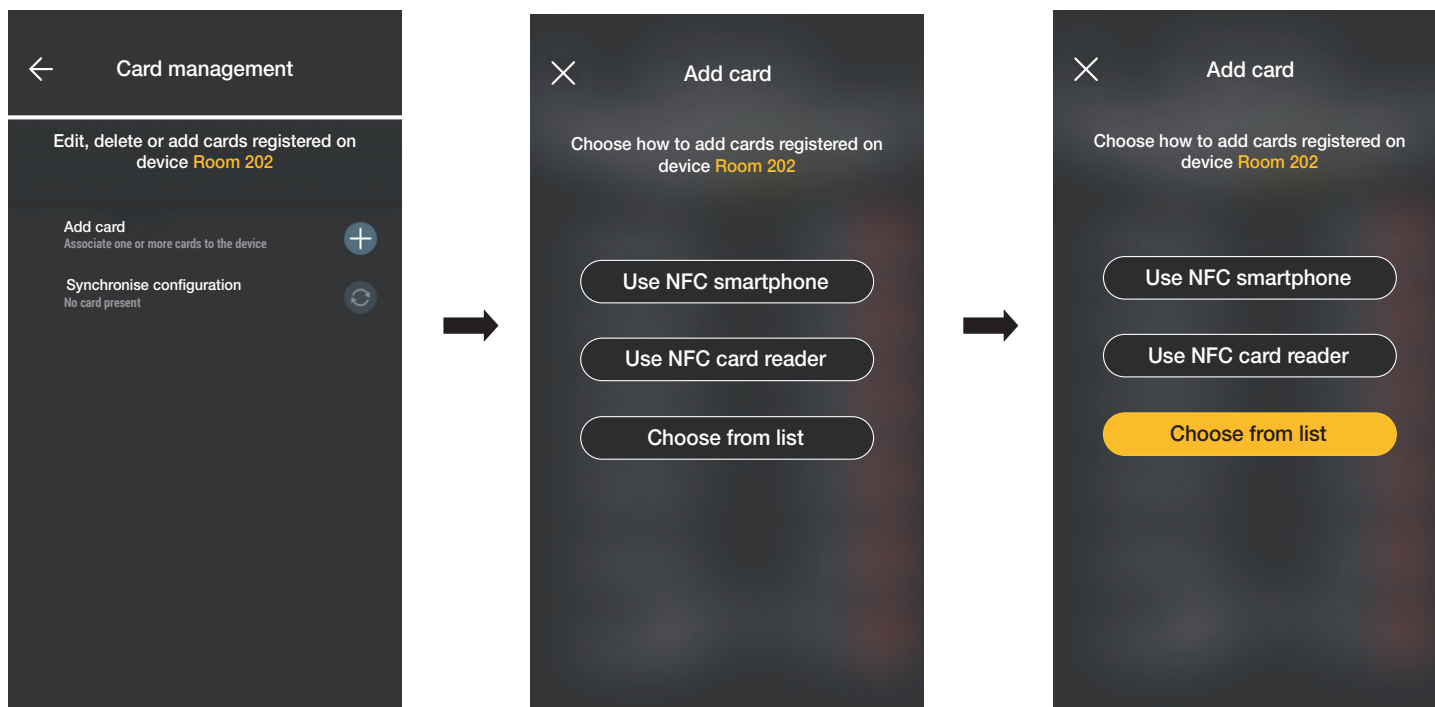 Card management
Edit, delete or add cards registered on
device Room 202
Add card
Associate one or more cards to the device
Synchronise configuration
No card present
Add card
Choose how to add cards registered on
device Room 202
Use NFC smartphone
Use NFC card reader
Choose from list
Add card
Choose how to add cards registered on
device Room 202
Use NFC smartphone
Use NFC card reader
Choose from list